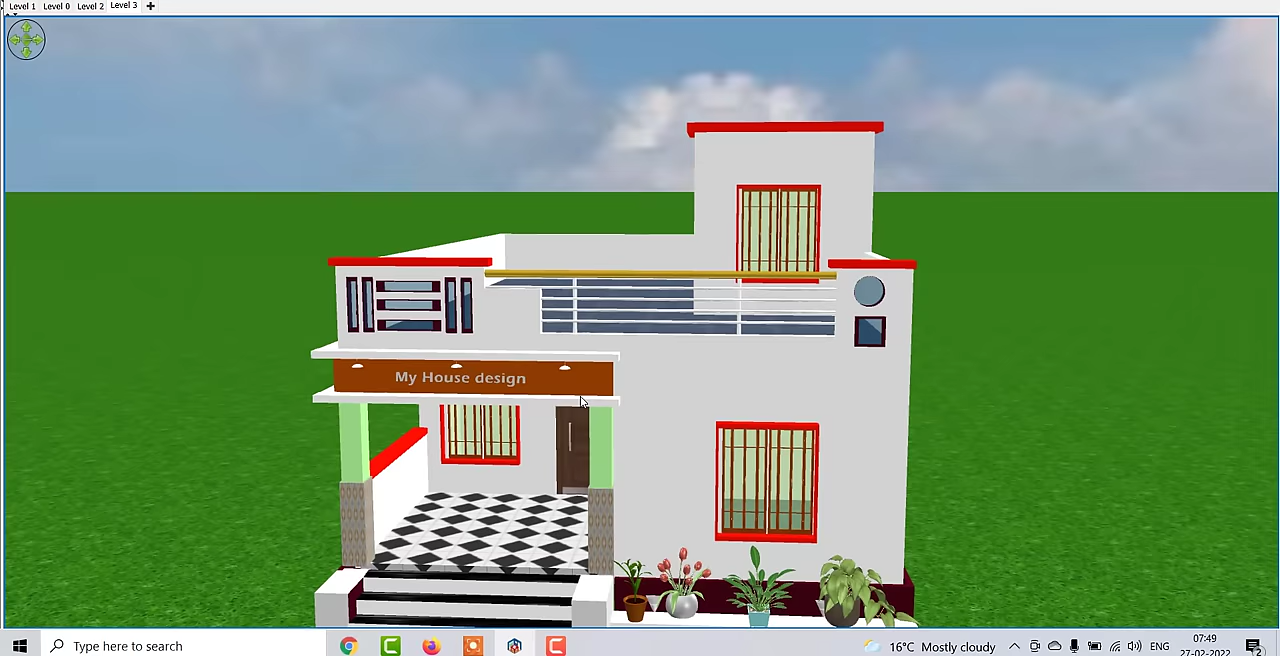 Level 1 Level 0 Level 2 Level 3
My House design
Type here to search
16°C Mostly cloudy
ENG
07:49
27-02-2022
2